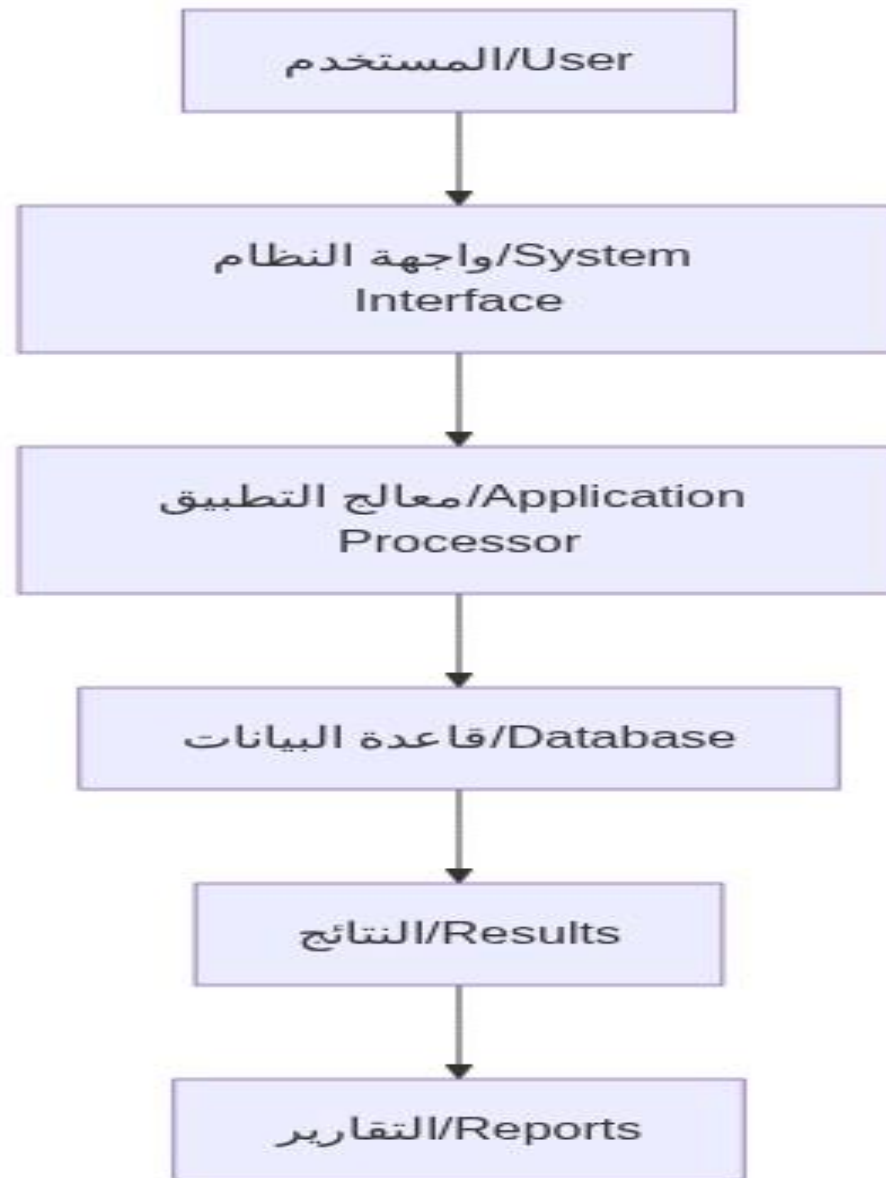 المستخدم/User
واجهة النظام/System
Interface
معالج التطبيق/Application
Processor
قاعدة البيانات/Database
النتائج/Results
التقارير/Reports